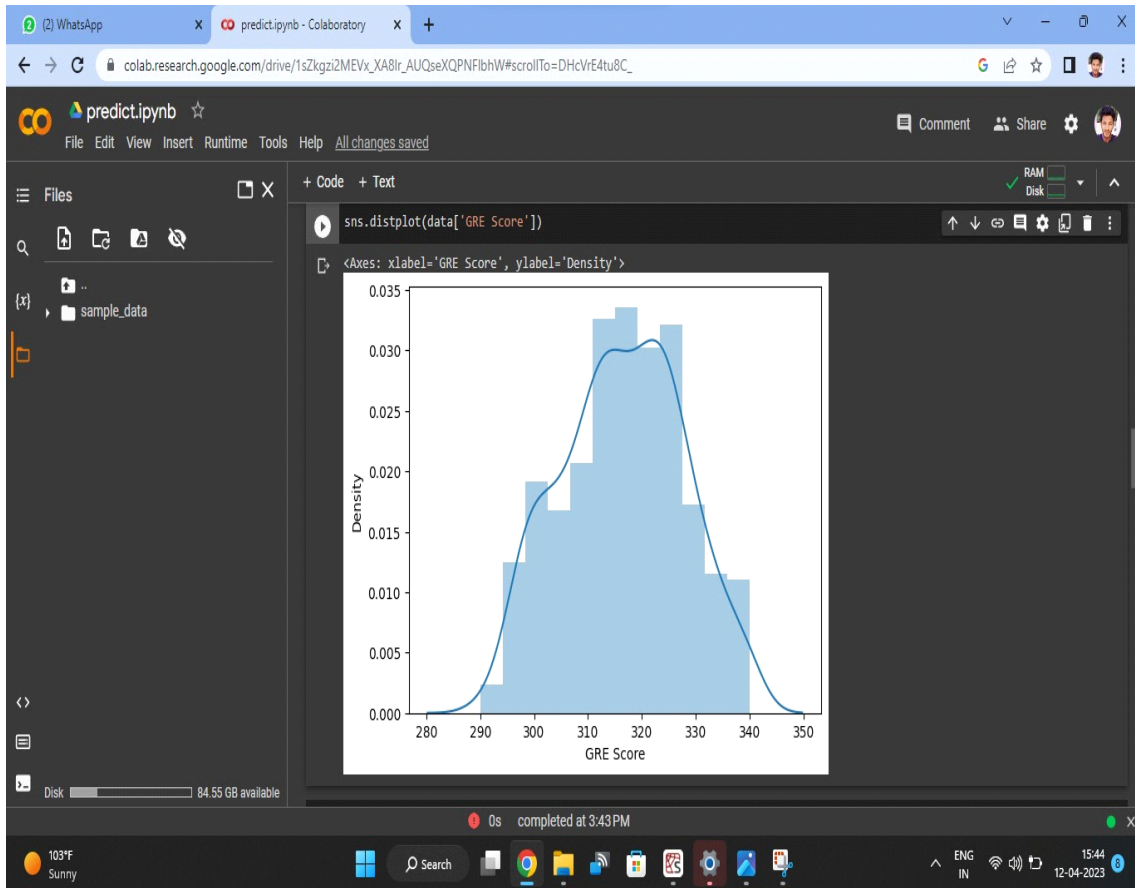 2 (2) WhatsApp X CO predict.ipynb - Colaboratory X +
colab.research.google.com/drive/1sZkgzi2MEVx_XA8Ir_AUQseXQPNFlbhW#scrollTo=DHcVrE4tu8C_
predict.ipynb
Comment Share
File Edit View Insert Runtime Tools Help All changes saved
Files
+ Code + Text
RAM
Disk
sns.distplot(data['GRE Score'])
<Axes: xlabel='GRE Score', ylabel='Density'>
..
{x}
sample_data
0.035
0.030
0.025
0.020
0.015
0.010
0.005
0.000
Density
280 290 300 310 320 330 340 350
GRE Score
Disk 84.55 GB available
0s completed at 3:43 PM
103°F
Sunny
Search
ENG
IN
15:44
12-04-2023
8